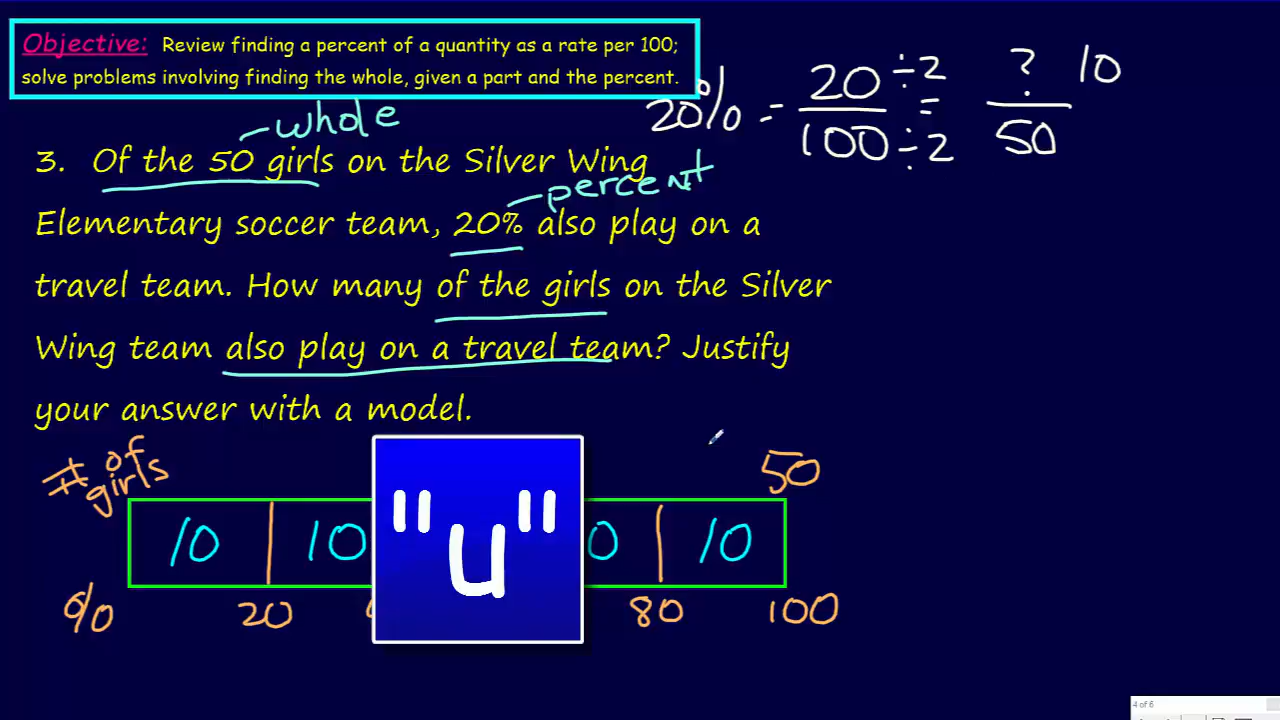 Objective: Review finding a percent of a quantity as a rate per 100;
solve problems involving finding the whole, given a part and the percent.
20% = 20/100 ÷2 ÷2 = ?/50 10
whole
3. Of the 50 girls on the Silver Wing
percent
Elementary soccer team, 20% also play on a
travel team. How many of the girls on the Silver
Wing team also play on a travel team? Justify
your answer with a model.
# of
girls
50
10 10 "u" 0 10
% 20 80 100
4 of 6